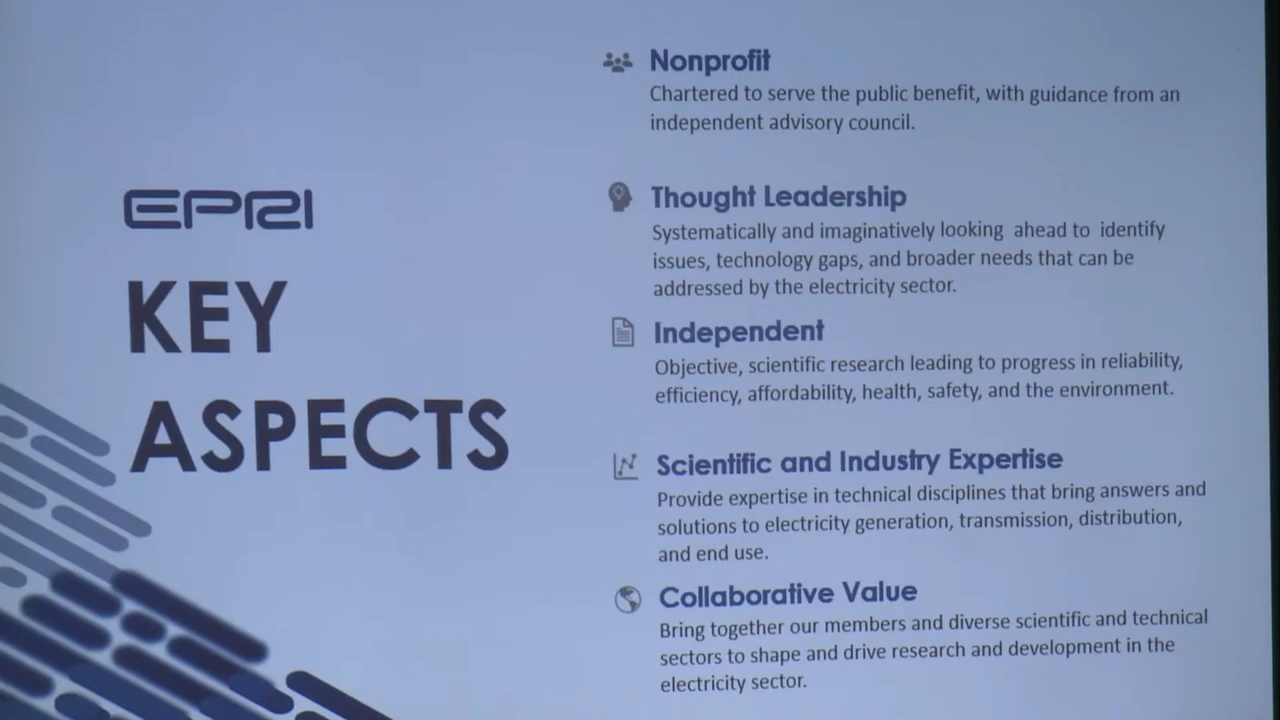 EPRI
KEY
ASPECTS
Nonprofit
Chartered to serve the public benefit, with guidance from an
independent advisory council.
Thought Leadership
Systematically and imaginatively looking ahead to identify
issues, technology gaps, and broader needs that can be
addressed by the electricity sector.
Independent
Objective, scientific research leading to progress in reliability,
efficiency, affordability, health, safety, and the environment.
Scientific and Industry Expertise
Provide expertise in technical disciplines that bring answers and
solutions to electricity generation, transmission, distribution,
and end use.
Collaborative Value
Bring together our members and diverse scientific and technical
sectors to shape and drive research and development in the
electricity sector.